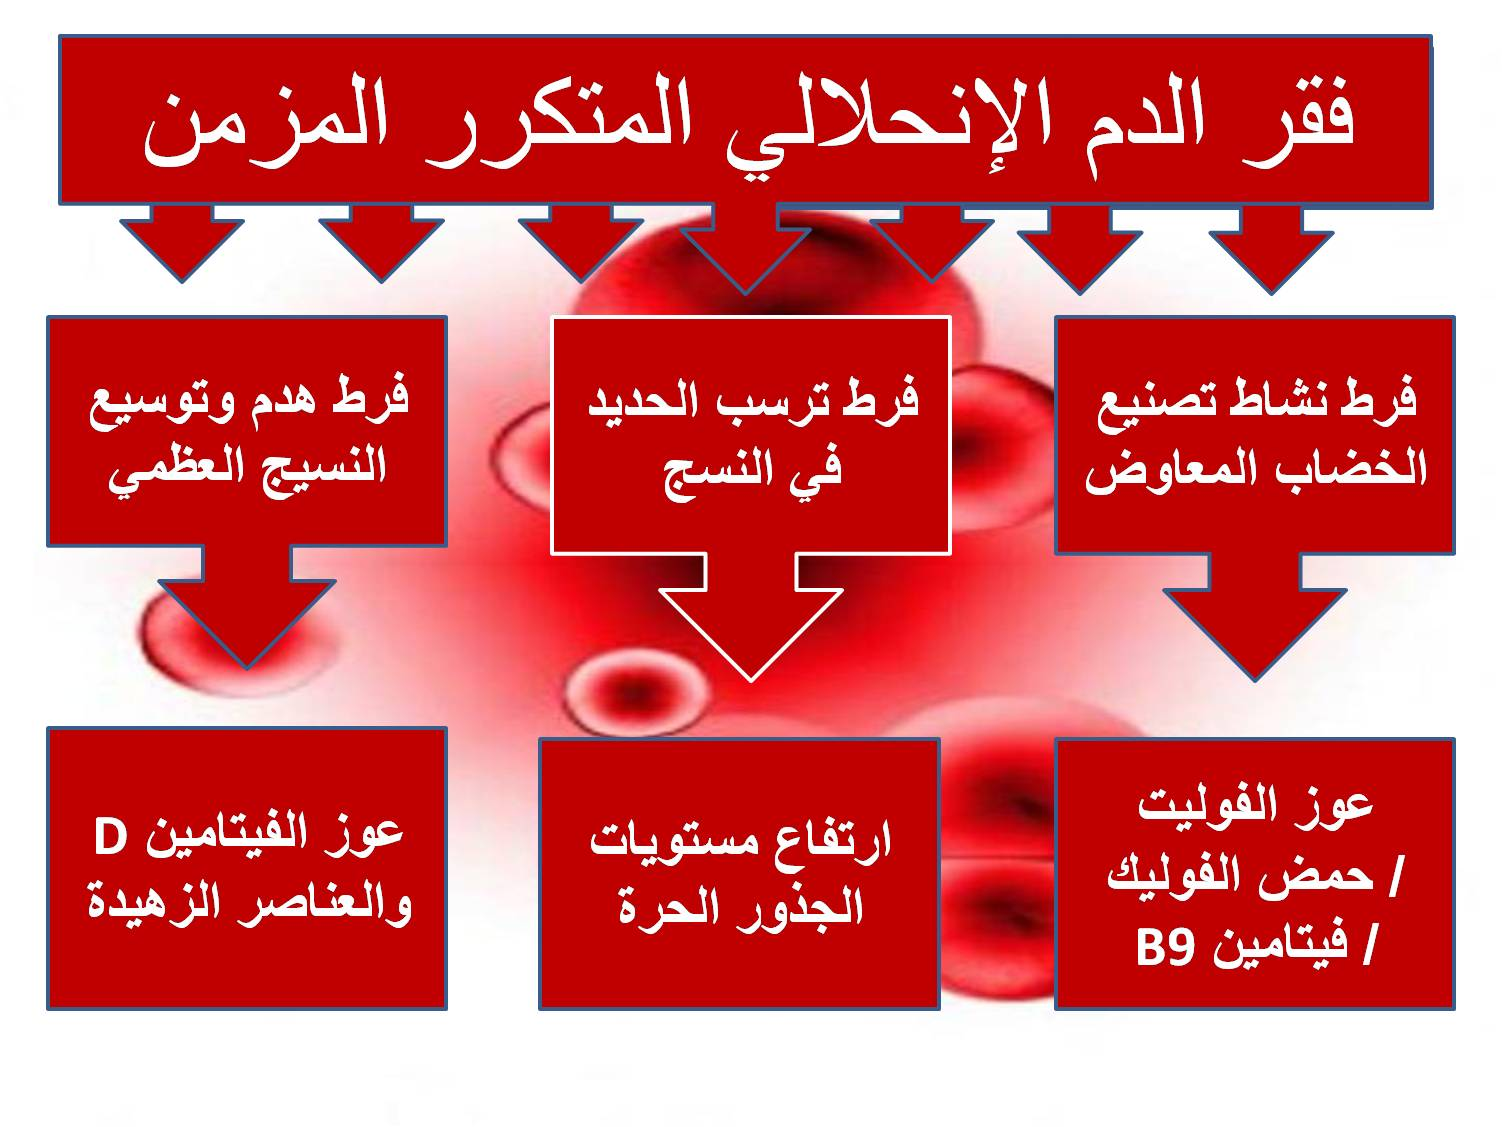 فقر الدم الإنحلالي المتكرر المزمن
فرط نشاط تصنيع
الخضاب المعاوض
فرط ترسب الحديد
في النسج
فرط هدم وتوسيع
النسيج العظمي
عوز الفوليت
/ حمض الفوليك
/ فيتامين B9
ارتفاع مستويات
الجذور الحرة
عوز الفيتامين D
والعناصر الزهيدة